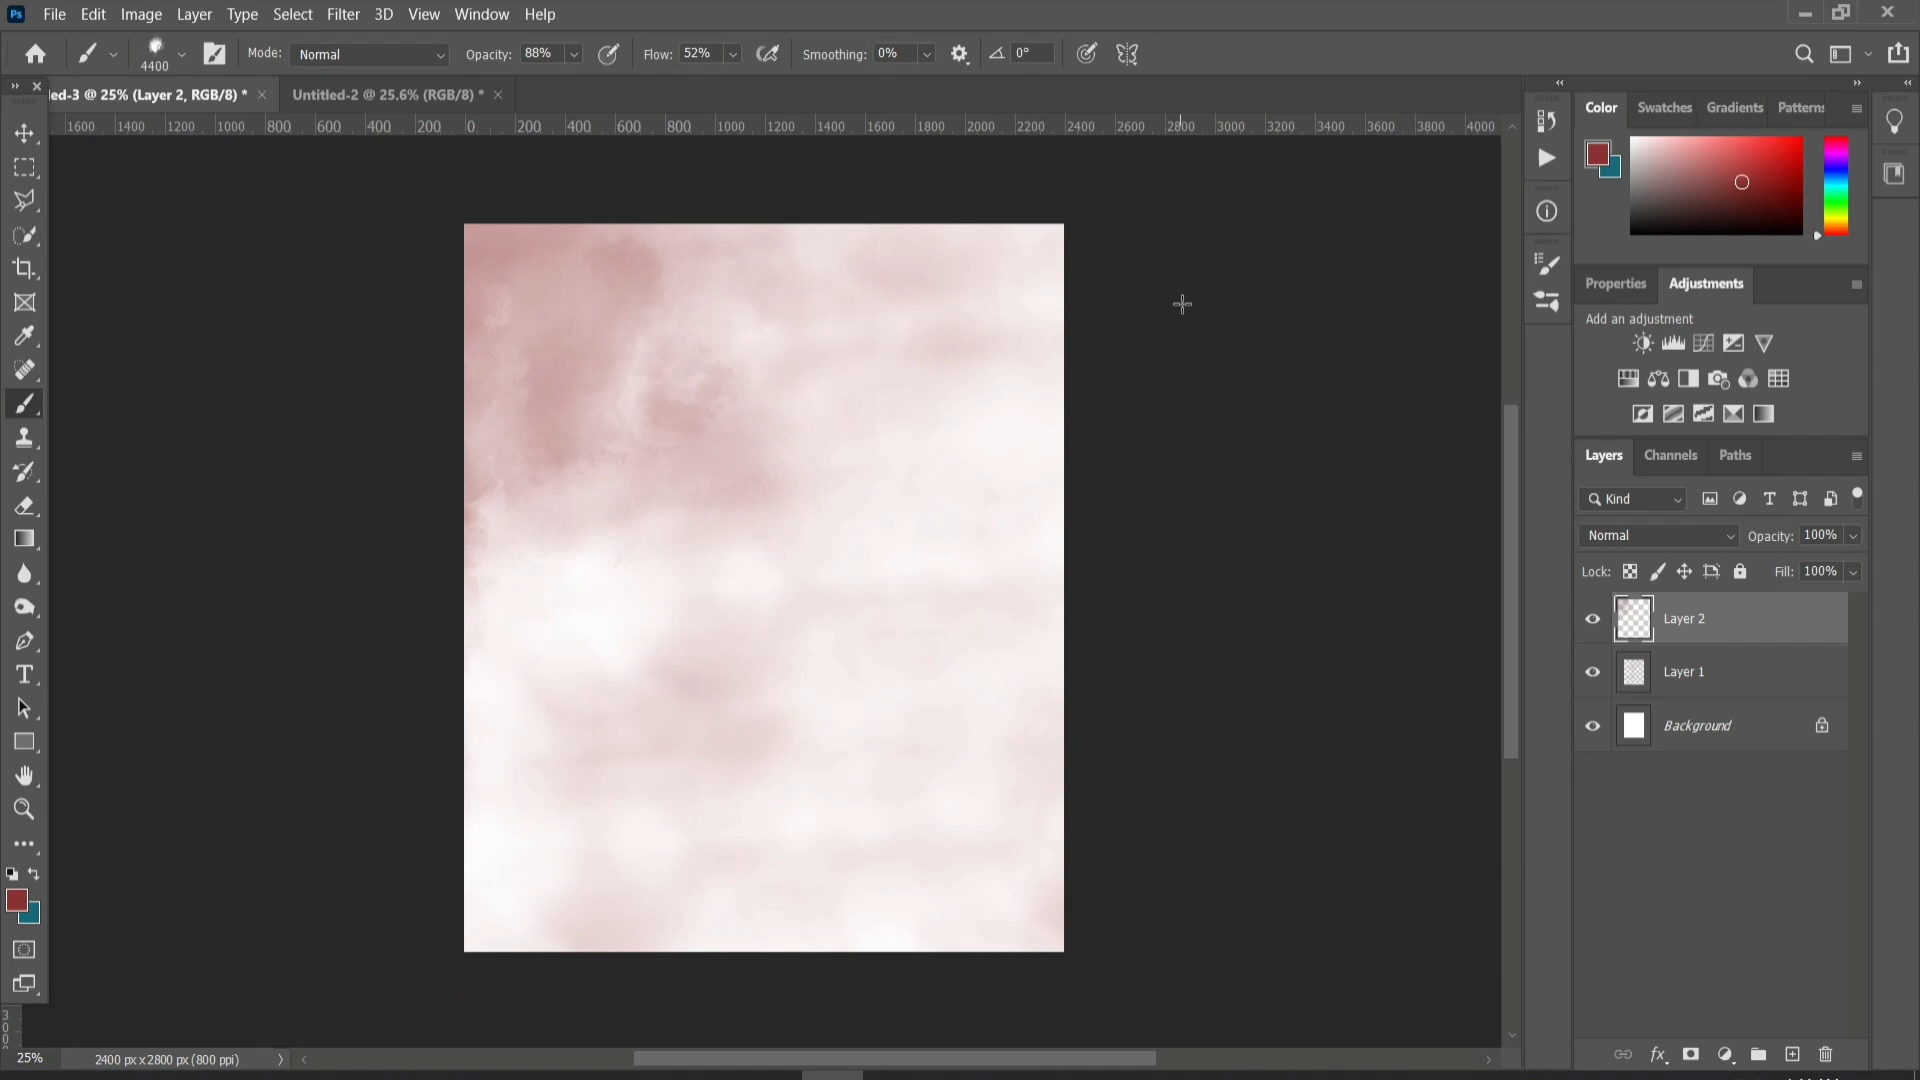 Ps File Edit Image Layer Type Select Filter 3D View Window Help
4400 Mode: Normal Opacity: 88% Flow: 52% Smoothing: 0% 0°
ed-3 @ 25% (Layer 2, RGB/8) * Untitled-2 @ 25.6% (RGB/8) *
1600 1400 1200 1000 800 600 400 200 0 200 400 600 800 1000 1200 1400 1600 1800 2000 2200 2400 2600 2800 3000 3200 3400 3600 3800 4000
Color Swatches Gradients Patterns
Properties Adjustments
Add an adjustment
Layers Channels Paths
Kind
Normal Opacity: 100%
Lock: Fill: 100%
Layer 2
Layer 1
Background
3
0
0
25% 2400 px x 2800 px (800 ppi)